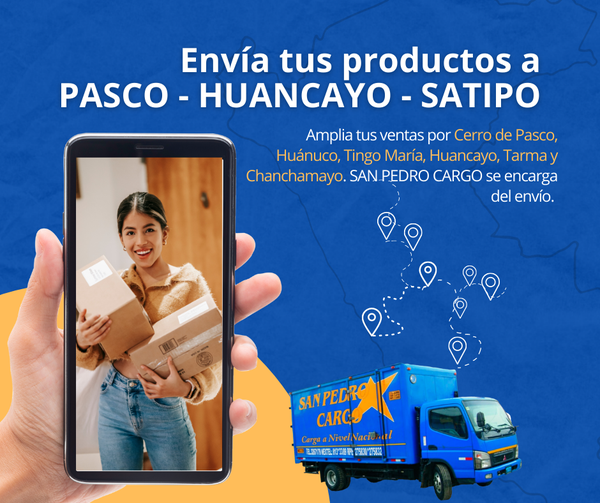 Envía tus productos a
PASCO - HUANCAYO - SATIPO
Amplia tus ventas por Cerro de Pasco,
Huánuco, Tingo María, Huancayo, Tarma y
Chanchamayo. SAN PEDRO CARGO se encarga
del envío.
SAN PEDRO
CARGO
Carga a Nivel Nacional